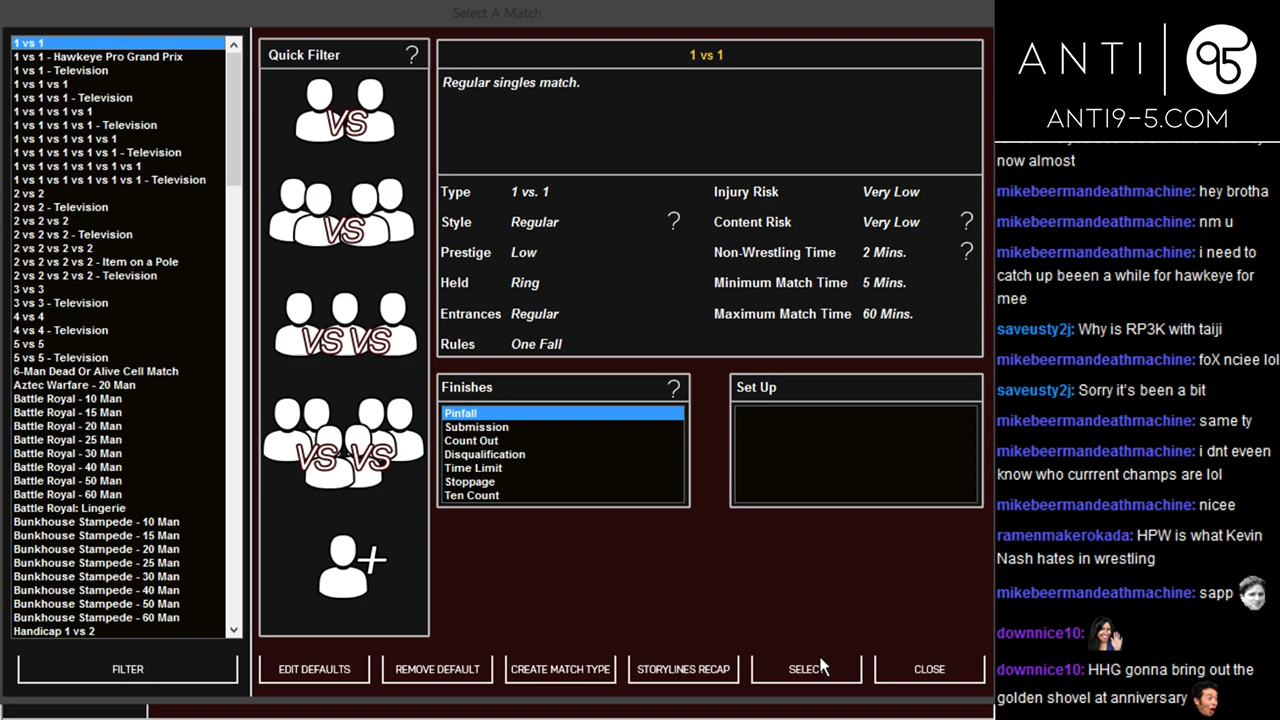 Select A Match
1 vs 1
1 vs 1 - Hawkeye Pro Grand Prix
1 vs 1 - Television
1 vs 1 vs 1
1 vs 1 vs 1 - Television
1 vs 1 vs 1 vs 1
1 vs 1 vs 1 vs 1 - Television
1 vs 1 vs 1 vs 1 vs 1
1 vs 1 vs 1 vs 1 vs 1 - Television
1 vs 1 vs 1 vs 1 vs 1 vs 1
1 vs 1 vs 1 vs 1 vs 1 vs 1 - Television
2 vs 2
2 vs 2 - Television
2 vs 2 vs 2
2 vs 2 vs 2 - Television
2 vs 2 vs 2 vs 2
2 vs 2 vs 2 vs 2 - Item on a Pole
2 vs 2 vs 2 vs 2 - Television
3 vs 3
3 vs 3 - Television
4 vs 4
4 vs 4 - Television
5 vs 5
5 vs 5 - Television
6-Man Dead Or Alive Cell Match
Aztec Warfare - 20 Man
Battle Royal - 10 Man
Battle Royal - 15 Man
Battle Royal - 20 Man
Battle Royal - 25 Man
Battle Royal - 30 Man
Battle Royal - 40 Man
Battle Royal - 50 Man
Battle Royal - 60 Man
Battle Royal: Lingerie
Bunkhouse Stampede - 10 Man
Bunkhouse Stampede - 15 Man
Bunkhouse Stampede - 20 Man
Bunkhouse Stampede - 25 Man
Bunkhouse Stampede - 30 Man
Bunkhouse Stampede - 40 Man
Bunkhouse Stampede - 50 Man
Bunkhouse Stampede - 60 Man
Handicap 1 vs 2
FILTER
Quick Filter ?
VS
VS
VS VS
VS VS
+
1 vs 1
Regular singles match.
Type 1 vs. 1 Injury Risk Very Low
Style Regular ? Content Risk Very Low ?
Prestige Low Non-Wrestling Time 2 Mins. ?
Held Ring Minimum Match Time 5 Mins.
Entrances Regular Maximum Match Time 60 Mins.
Rules One Fall
Finishes ?
Pinfall
Submission
Count Out
Disqualification
Time Limit
Stoppage
Ten Count
Set Up
EDIT DEFAULTS REMOVE DEFAULT CREATE MATCH TYPE STORYLINES RECAP SELECT CLOSE
ANTI 95
ANTI9-5.COM
now almost
mikebeermandeathmachine: hey brotha
mikebeermandeathmachine: nm u
mikebeermandeathmachine: i need to
catch up beeen a while for hawkeye for
mee
saveusty2j: Why is RP3K with taiji
mikebeermandeathmachine: foX nciee lol
saveusty2j: Sorry it's been a bit
mikebeermandeathmachine: same ty
mikebeermandeathmachine: i dnt eveen
know who currrent champs are lol
mikebeermandeathmachine: nicee
ramenmakerokada: HPW is what Kevin
Nash hates in wrestling
mikebeermandeathmachine: sapp
downnice10:
downnice10: HHG gonna bring out the
golden shovel at anniversary